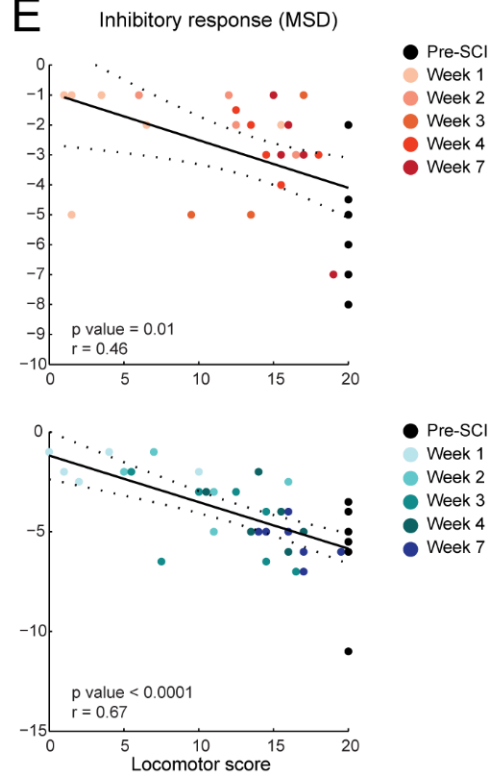 E
Inhibitory response (MSD)
0
−1
−2
−3
−4
−5
−6
−7
−8
−9
−10
0 5 10 15 20
p value = 0.01
r = 0.46
Pre-SCI
Week 1
Week 2
Week 3
Week 4
Week 7
0
−5
−10
−15
0 5 10 15 20
p value < 0.0001
r = 0.67
Locomotor score
Pre-SCI
Week 1
Week 2
Week 3
Week 4
Week 7